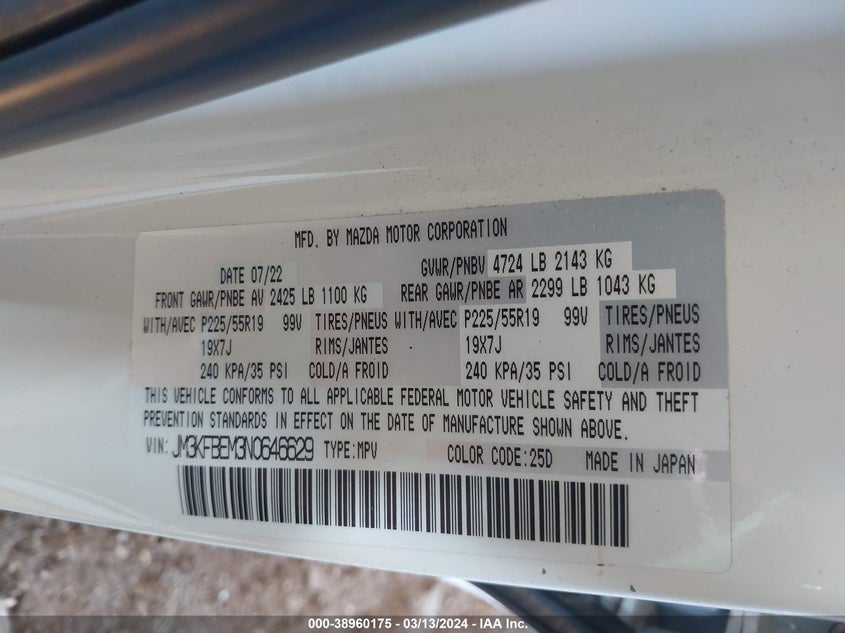 MFD. BY MAZDA MOTOR CORPORATION
DATE 07/22 GVWR/PNBV 4724 LB 2143 KG
FRONT GAWR/PNBE AV 2425 LB 1100 KG REAR GAWR/PNBE AR 2299 LB 1043 KG
WITH/AVEC P225/55R19 99V TIRES/PNEUS WITH/AVEC P225/55R19 99V TIRES/PNEUS
19X7J RIMS/JANTES 19X7J RIMS/JANTES
240 KPA/35 PSI COLD/A FROID 240 KPA/35 PSI COLD/A FROID
THIS VEHICLE CONFORMS TO ALL APPLICABLE FEDERAL MOTOR VEHICLE SAFETY AND THEFT
PREVENTION STANDARDS IN EFFECT ON THE DATE OF MANUFACTURE SHOWN ABOVE.
VIN: JM3KFBEM3N0646629 TYPE:MPV COLOR CODE:25D MADE IN JAPAN
000-38960175 - 03/13/2024 - IAA Inc.